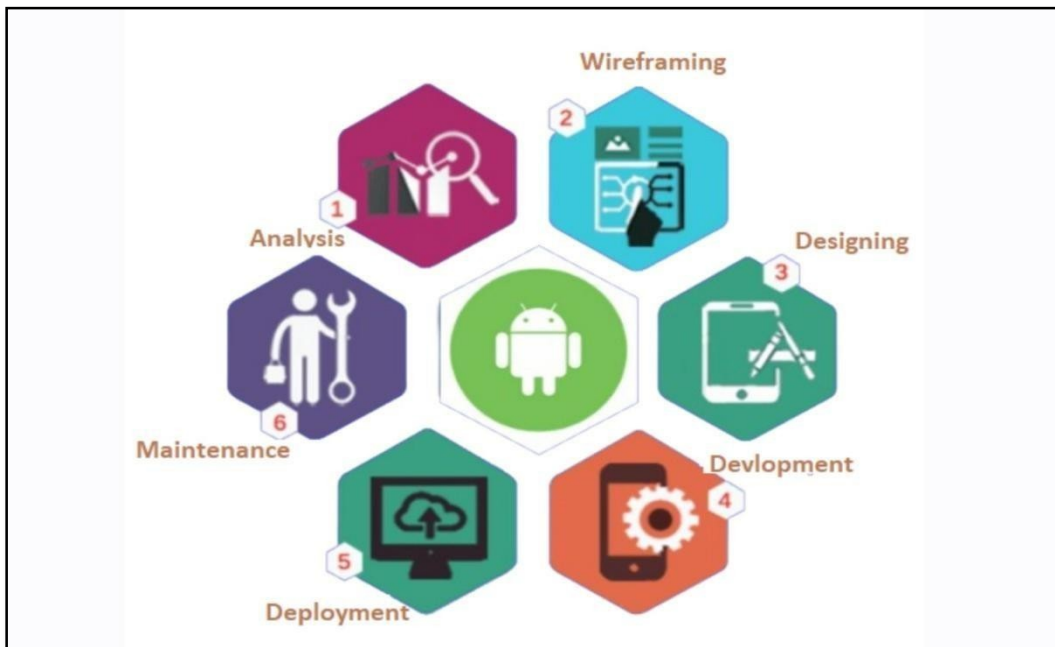 Wireframing
2
1
Analysis
Designing
3
6
Maintenance
Devlopment
4
5
Deployment